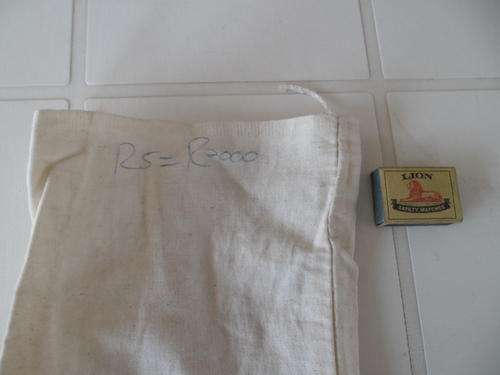 R5=R2000
LION
SAFETY MATCHES